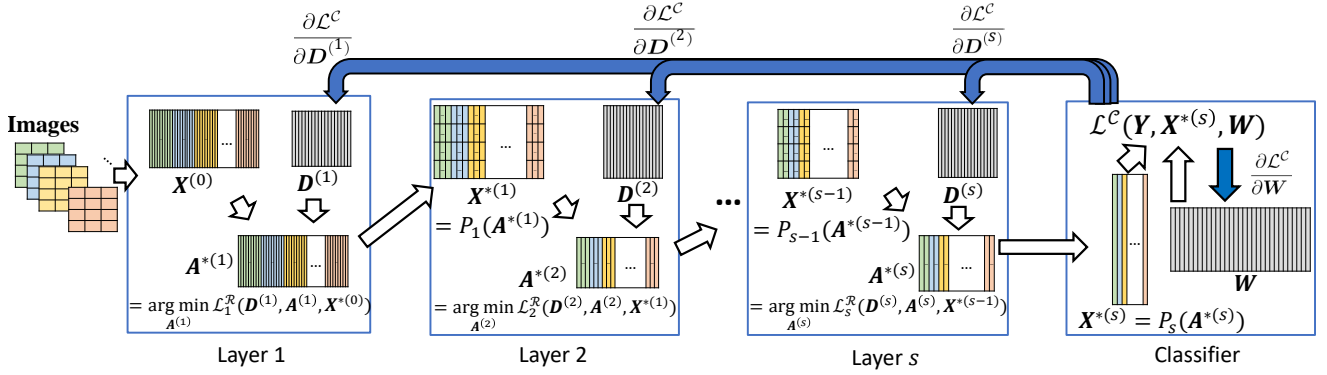 ∂ℒ^𝒞 / ∂D^(1)
∂ℒ^𝒞 / ∂D^(2)
∂ℒ^𝒞 / ∂D^(s)
Images
...
X^(0)
D^(1)
A^*(1)
= arg min_{A^(1)} ℒ_1^ℛ(D^(1), A^(1), X^*(0))
Layer 1
X^*(1)
= P_1(A^*(1))
D^(2)
A^*(2)
= arg min_{A^(2)} ℒ_2^ℛ(D^(2), A^(2), X^*(1))
Layer 2
...
X^*(s−1)
= P_{s−1}(A^*(s−1))
D^(s)
A^*(s)
= arg min_{A^(s)} ℒ_s^ℛ(D^(s), A^(s), X^*(s−1))
Layer s
ℒ^𝒞(Y, X^*(s), W)
∂ℒ^𝒞 / ∂W
W
X^*(s) = P_s(A^*(s))
Classifier